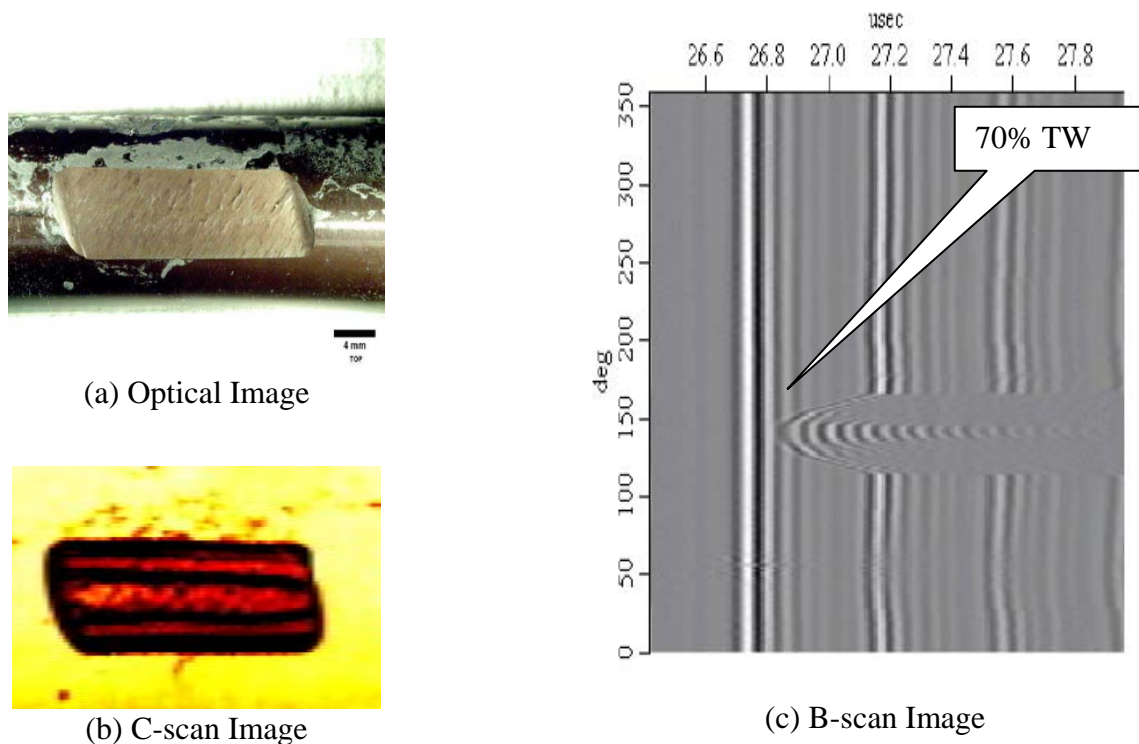 4 mm
TOP
(a) Optical Image
(b) C-scan Image
usec
26.6 26.8 27.0 27.2 27.4 27.6 27.8
70% TW
350
300
250
200
deg
150
100
50
0
(c) B-scan Image